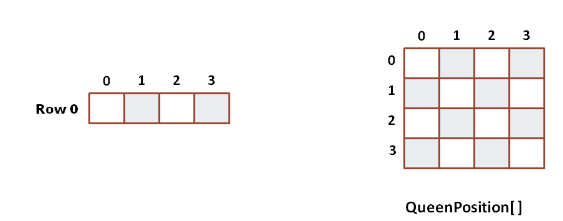 0 1 2 3
Row 0
0 1 2 3
0
1
2
3
QueenPosition[ ]